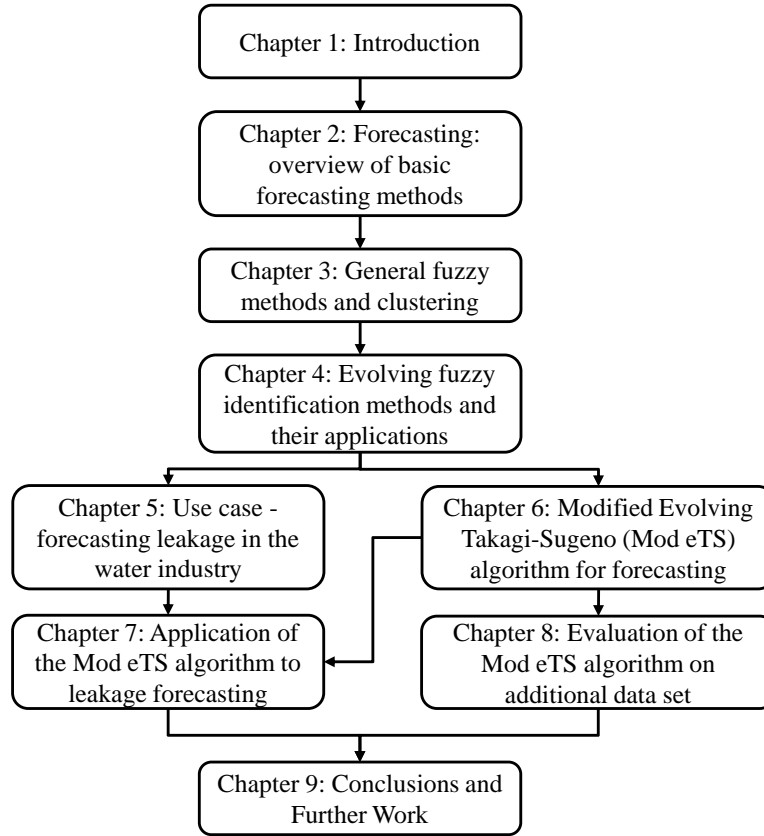 Chapter 1: Introduction
Chapter 2: Forecasting:
overview of basic
forecasting methods
Chapter 3: General fuzzy
methods and clustering
Chapter 4: Evolving fuzzy
identification methods and
their applications
Chapter 5: Use case -
forecasting leakage in the
water industry
Chapter 6: Modified Evolving
Takagi-Sugeno (Mod eTS)
algorithm for forecasting
Chapter 7: Application of
the Mod eTS algorithm to
leakage forecasting
Chapter 8: Evaluation of the
Mod eTS algorithm on
additional data set
Chapter 9: Conclusions and
Further Work